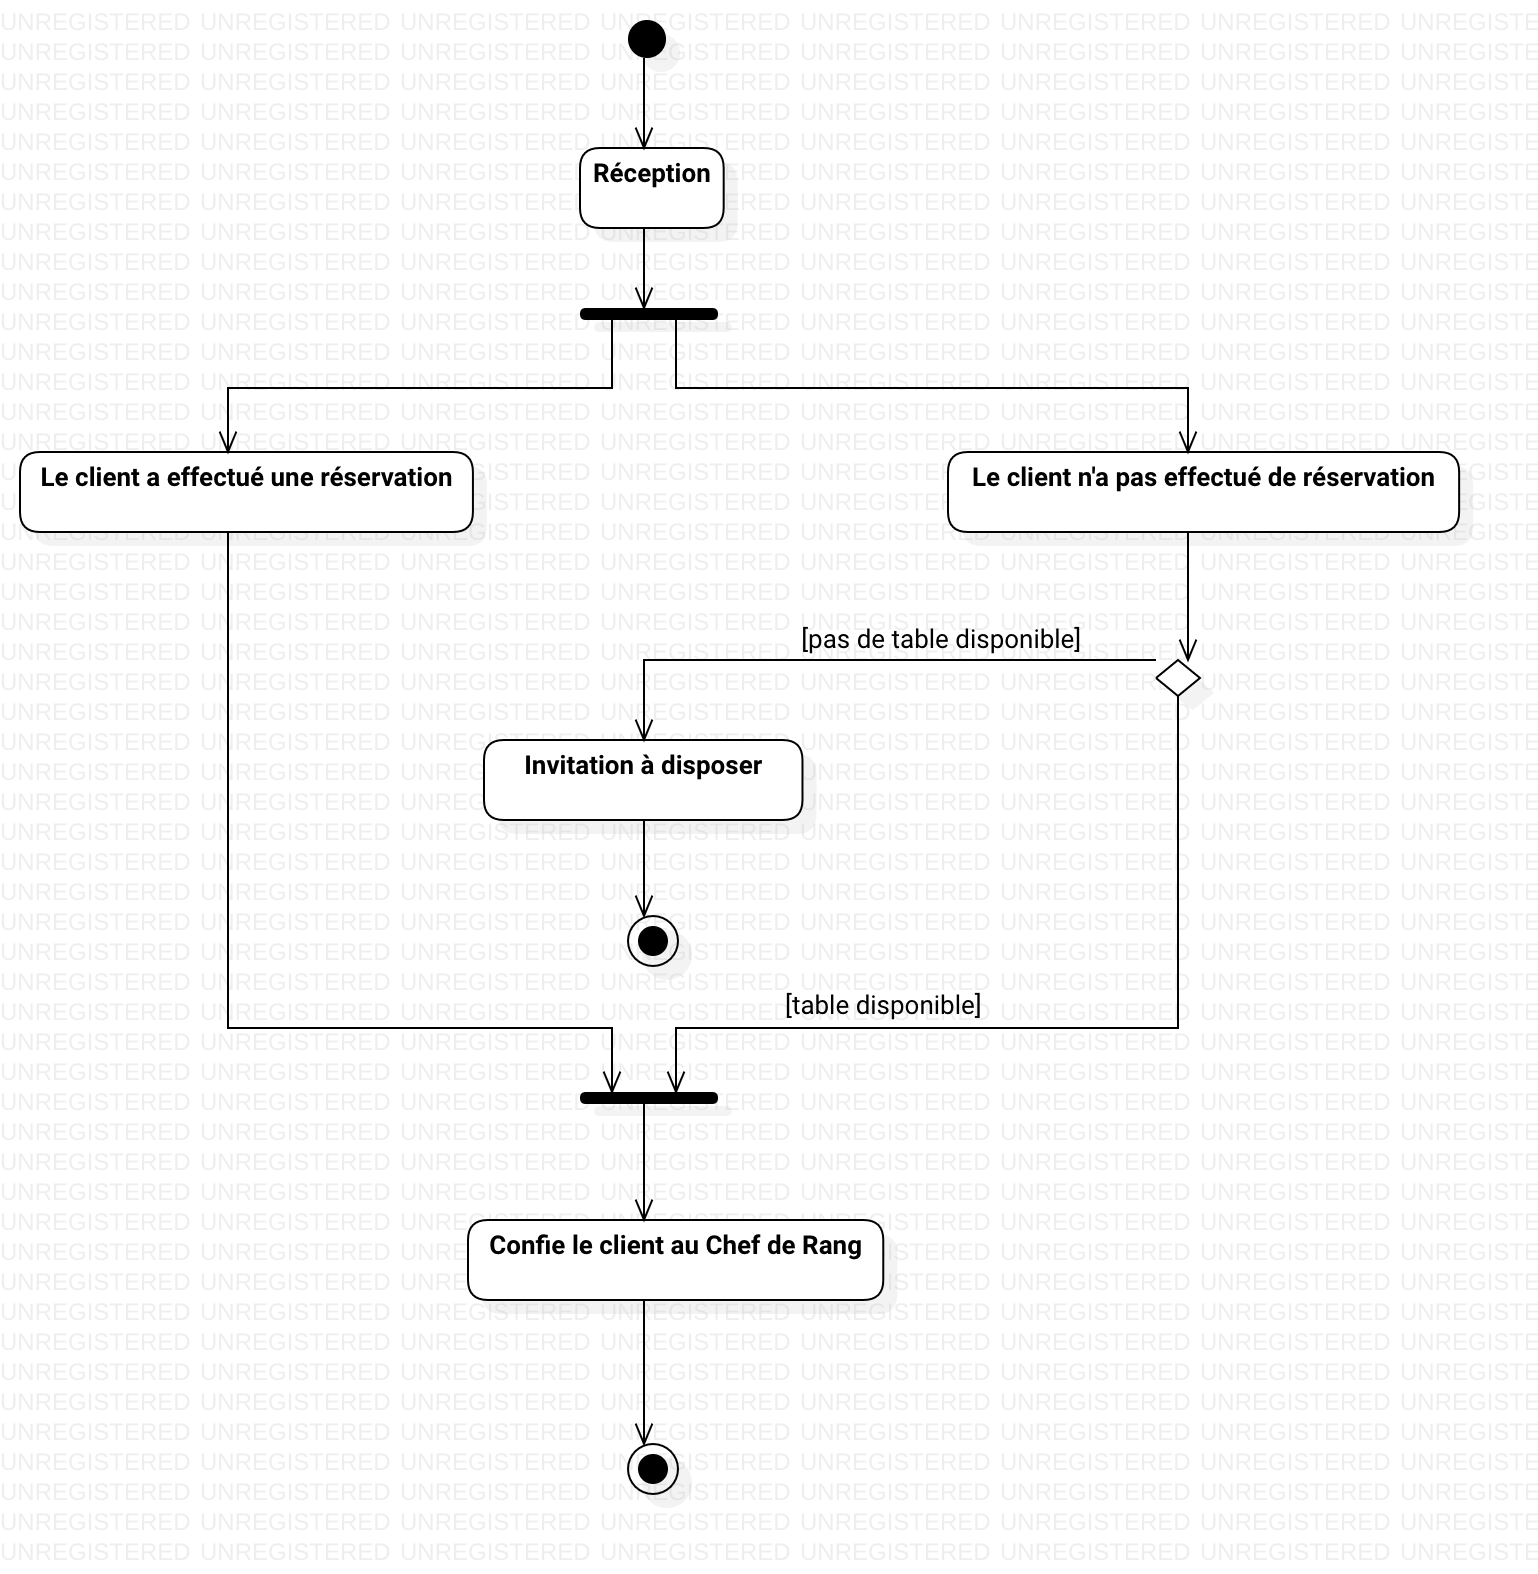 Réception
Le client a effectué une réservation
Le client n'a pas effectué de réservation
[pas de table disponible]
Invitation à disposer
[table disponible]
Confie le client au Chef de Rang
UNREGISTERED